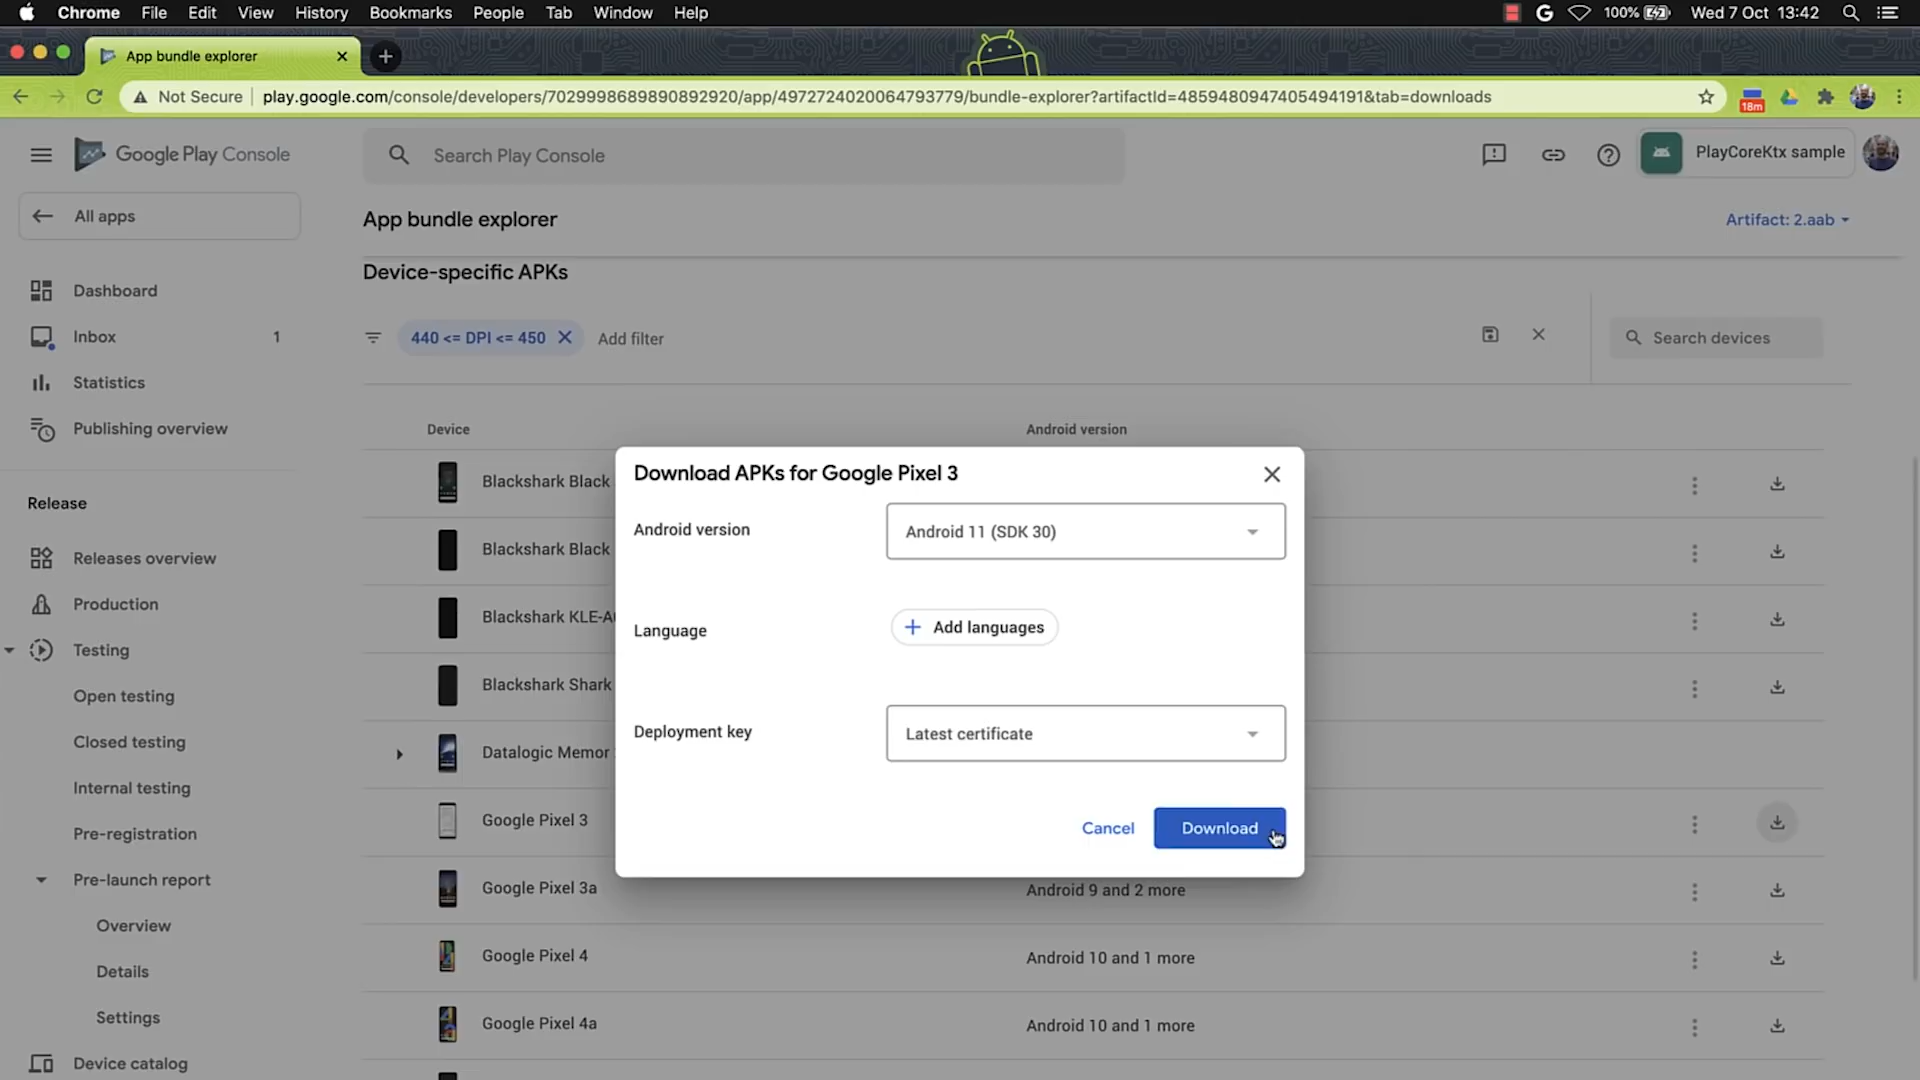 Chrome File Edit View History Bookmarks People Tab Window Help G 100% Wed 7 Oct 13:42
App bundle explorer
Not Secure play.google.com/console/developers/7029998689890892920/app/4972724020064793779/bundle-explorer?artifactId=4859480947405494191&tab=downloads 18m
Google Play Console
Search Play Console
PlayCoreKtx sample
All apps
App bundle explorer
Artifact: 2.aab
Device-specific APKs
Dashboard
Inbox 1
440 <= DPI <= 450
Add filter
Search devices
Statistics
Publishing overview
Device
Android version
Release
Releases overview
Production
Testing
Open testing
Closed testing
Internal testing
Pre-registration
Pre-launch report
Overview
Details
Settings
Device catalog
Blackshark Black
Blackshark Black
Blackshark KLE-A
Blackshark Shark
Datalogic Memor
Google Pixel 3
Google Pixel 3a
Android 9 and 2 more
Google Pixel 4
Android 10 and 1 more
Google Pixel 4a
Android 10 and 1 more
Download APKs for Google Pixel 3
Android version
Android 11 (SDK 30)
Language
Add languages
Deployment key
Latest certificate
Cancel
Download